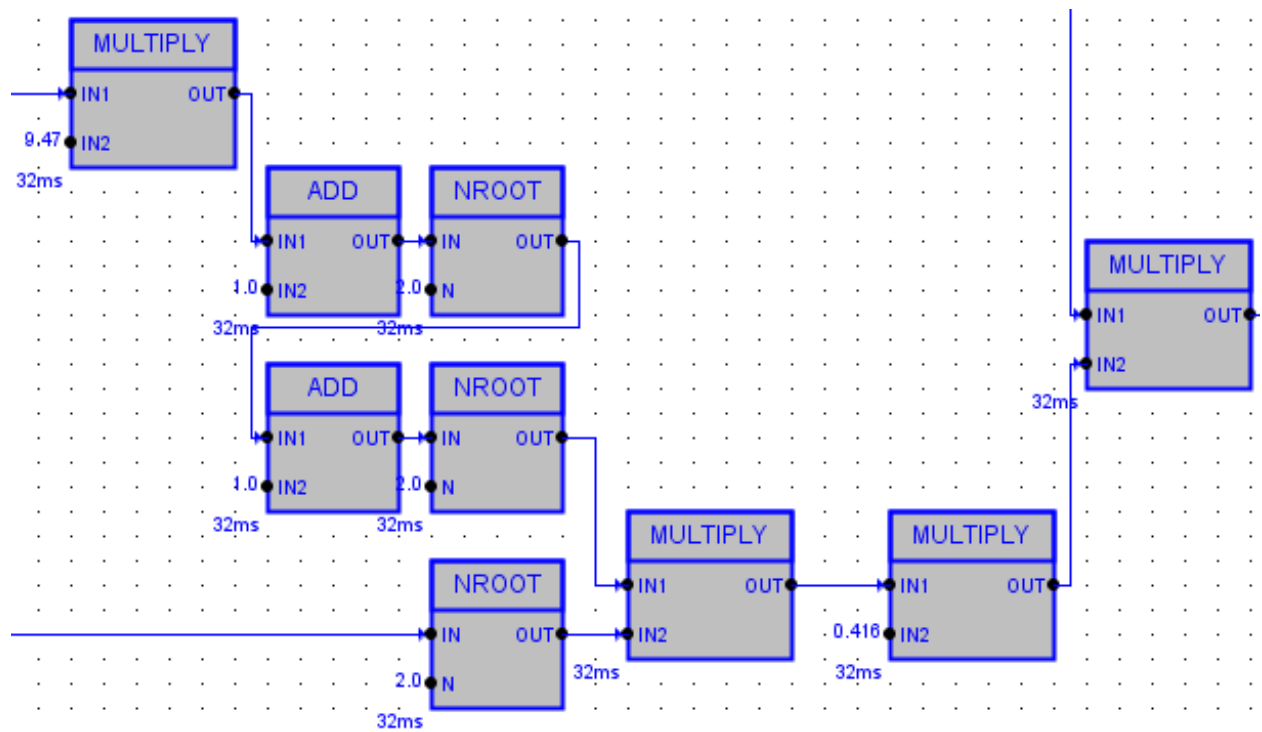 MULTIPLY
IN1 OUT
9.47 IN2
32ms
ADD NROOT
IN1 OUT IN OUT
1.0 IN2 2.0 N
32ms 32ms
MULTIPLY
IN1 OUT
IN2
32ms
ADD NROOT
IN1 OUT IN OUT
1.0 IN2 2.0 N
32ms 32ms
MULTIPLY MULTIPLY
IN1 OUT IN1 OUT
IN2 0.416 IN2
32ms 32ms
NROOT
IN OUT
2.0 N
32ms